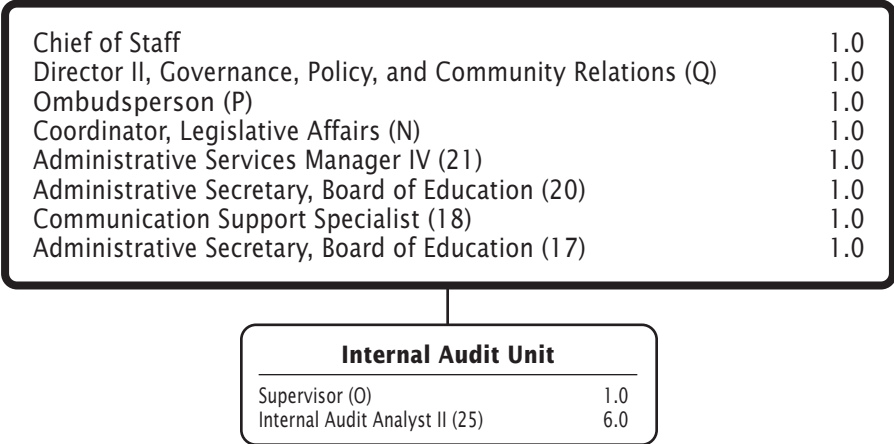 Chief of Staff 1.0
Director II, Governance, Policy, and Community Relations (Q) 1.0
Ombudsperson (P) 1.0
Coordinator, Legislative Affairs (N) 1.0
Administrative Services Manager IV (21) 1.0
Administrative Secretary, Board of Education (20) 1.0
Communication Support Specialist (18) 1.0
Administrative Secretary, Board of Education (17) 1.0
Internal Audit Unit
Supervisor (O) 1.0
Internal Audit Analyst II (25) 6.0